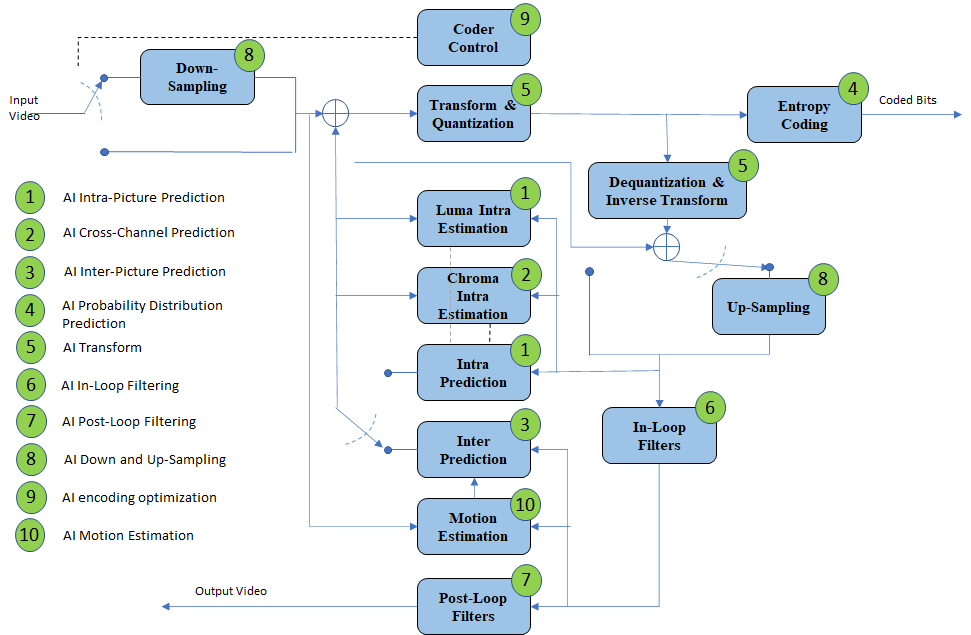 9
Coder
Control
8
Down-
Sampling
Input
Video
5
Transform &
Quantization
4
Entropy
Coding
Coded Bits
5
Dequantization &
Inverse Transform
1 AI Intra-Picture Prediction
2 AI Cross-Channel Prediction
3 AI Inter-Picture Prediction
4 AI Probability Distribution
Prediction
5 AI Transform
6 AI In-Loop Filtering
7 AI Post-Loop Filtering
8 AI Down and Up-Sampling
9 AI encoding optimization
10 AI Motion Estimation
1
Luma Intra
Estimation
2
Chroma
Intra
Estimation
8
Up-Sampling
1
Intra
Prediction
6
In-Loop
Filters
3
Inter
Prediction
10
Motion
Estimation
7
Post-Loop
Filters
Output Video